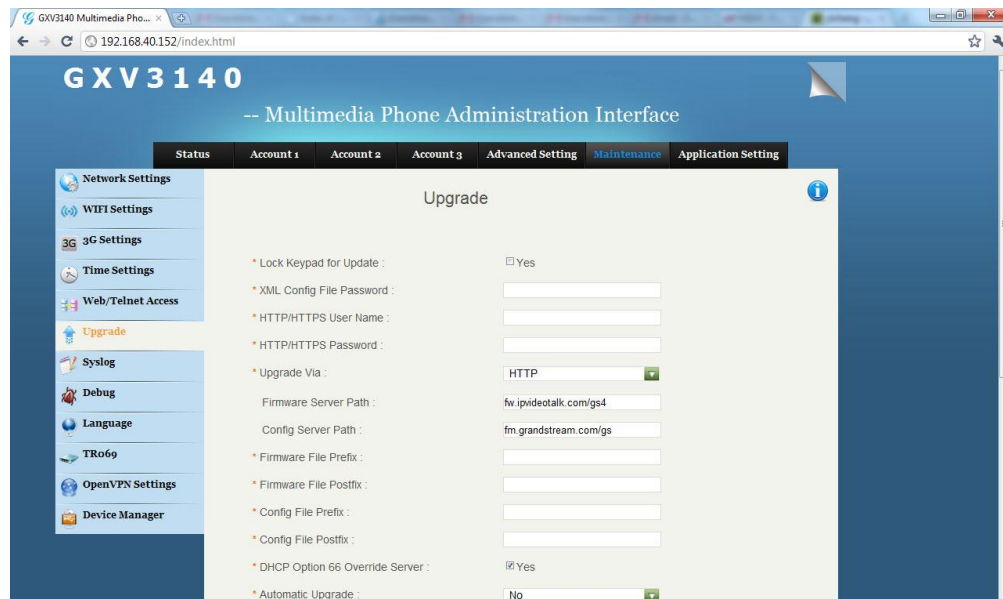 GXV3140 Multimedia Pho...
192.168.40.152/index.html
GXV3140
-- Multimedia Phone Administration Interface
Status Account 1 Account 2 Account 3 Advanced Setting Maintenance Application Setting
Network Settings
WIFI Settings
3G 3G Settings
Time Settings
Web/Telnet Access
Upgrade
Syslog
Debug
Language
TR069
OpenVPN Settings
Device Manager
Upgrade
* Lock Keypad for Update : Yes
* XML Config File Password :
* HTTP/HTTPS User Name :
* HTTP/HTTPS Password :
* Upgrade Via : HTTP
Firmware Server Path : fw.ipvideotalk.com/gs4
Config Server Path : fm.grandstream.com/gs
* Firmware File Prefix :
* Firmware File Postfix :
* Config File Prefix :
* Config File Postfix :
* DHCP Option 66 Override Server : Yes
* Automatic Upgrade : No